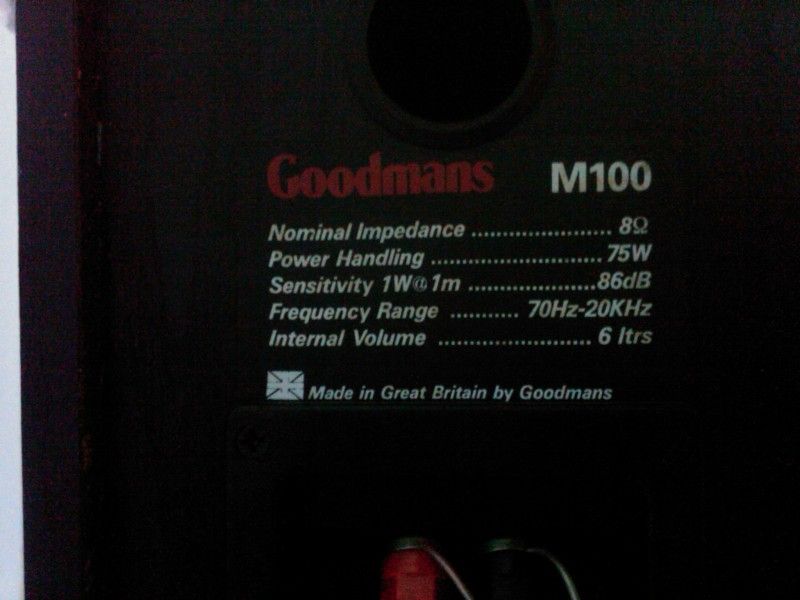 Goodmans M100
Nominal Impedance ...................... 8Ω
Power Handling ........................... 75W
Sensitivity 1W@1m ....................86dB
Frequency Range ........... 70Hz-20KHz
Internal Volume ........................ 6 ltrs
Made in Great Britain by Goodmans